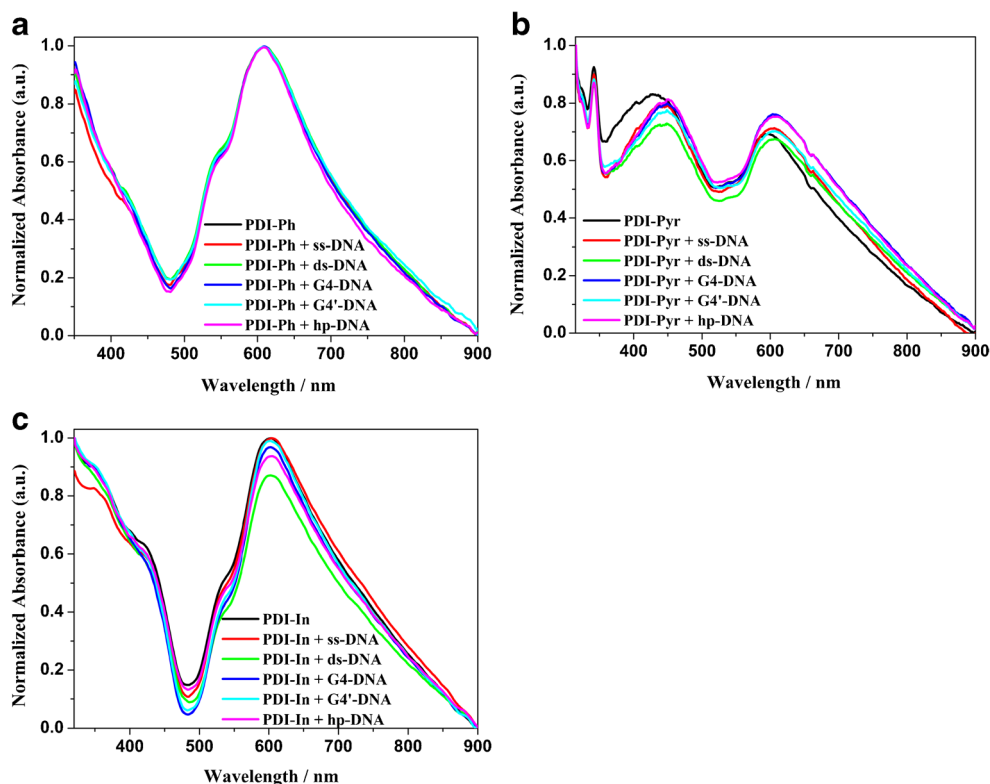 a
Normalized Absorbance (a.u.)
1.0
0.8
0.6
0.4
0.2
0.0
PDI-Ph
PDI-Ph + ss-DNA
PDI-Ph + ds-DNA
PDI-Ph + G4-DNA
PDI-Ph + G4'-DNA
PDI-Ph + hp-DNA
400 500 600 700 800 900
Wavelength / nm
b
Normalized Absorbance (a.u.)
1.0
0.8
0.6
0.4
0.2
0.0
PDI-Pyr
PDI-Pyr + ss-DNA
PDI-Pyr + ds-DNA
PDI-Pyr + G4-DNA
PDI-Pyr + G4'-DNA
PDI-Pyr + hp-DNA
400 500 600 700 800 900
Wavelength / nm
c
Normalized Absorbance (a.u.)
1.0
0.8
0.6
0.4
0.2
0.0
PDI-In
PDI-In + ss-DNA
PDI-In + ds-DNA
PDI-In + G4-DNA
PDI-In + G4'-DNA
PDI-In + hp-DNA
400 500 600 700 800 900
Wavelength / nm